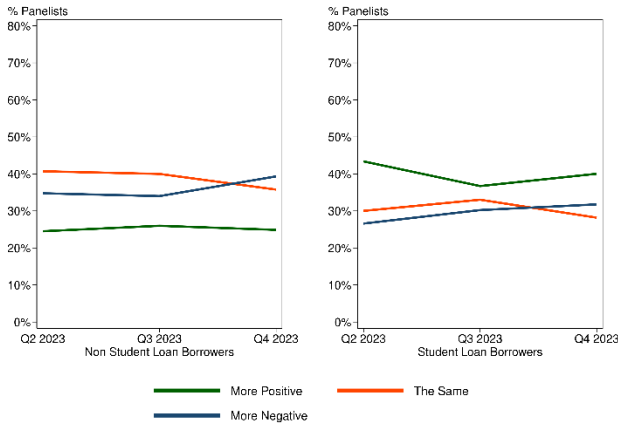 % Panelists
80%
70%
60%
50%
40%
30%
20%
10%
0%
Q2 2023 Q3 2023 Q4 2023
Non Student Loan Borrowers
% Panelists
80%
70%
60%
50%
40%
30%
20%
10%
0%
Q2 2023 Q3 2023 Q4 2023
Student Loan Borrowers
More Positive The Same
More Negative